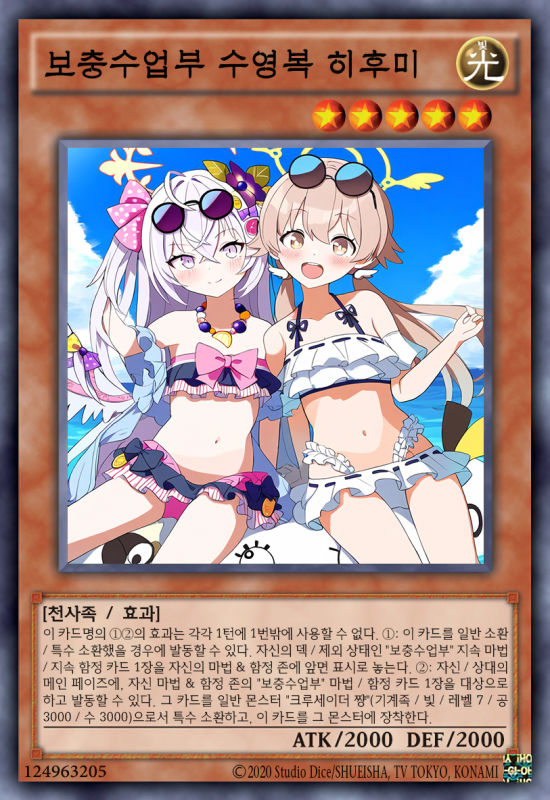 보충수업부 수영복 히후미
빛
光
[천사족 / 효과]
이 카드명의 ①②의 효과는 각각 1턴에 1번밖에 사용할 수 없다. ①: 이 카드를 일반 소환
/ 특수 소환했을 경우에 발동할 수 있다. 자신의 덱 / 제외 상태인 "보충수업부" 지속 마법
/ 지속 함정 카드 1장을 자신의 마법 & 함정 존에 앞면 표시로 놓는다. ②: 자신 / 상대의
메인 페이즈에, 자신 마법 & 함정 존의 "보충수업부" 마법 / 함정 카드 1장을 대상으로
하고 발동할 수 있다. 그 카드를 일반 몬스터 "크루세이더 쨩"(기계족 / 빛 / 레벨 7 / 공
3000 / 수 3000)으로서 특수 소환하고, 이 카드를 그 몬스터에 장착한다.
ATK/2000 DEF/2000
124963205
©2020 Studio Dice/SHUEISHA, TV TOKYO, KONAMI